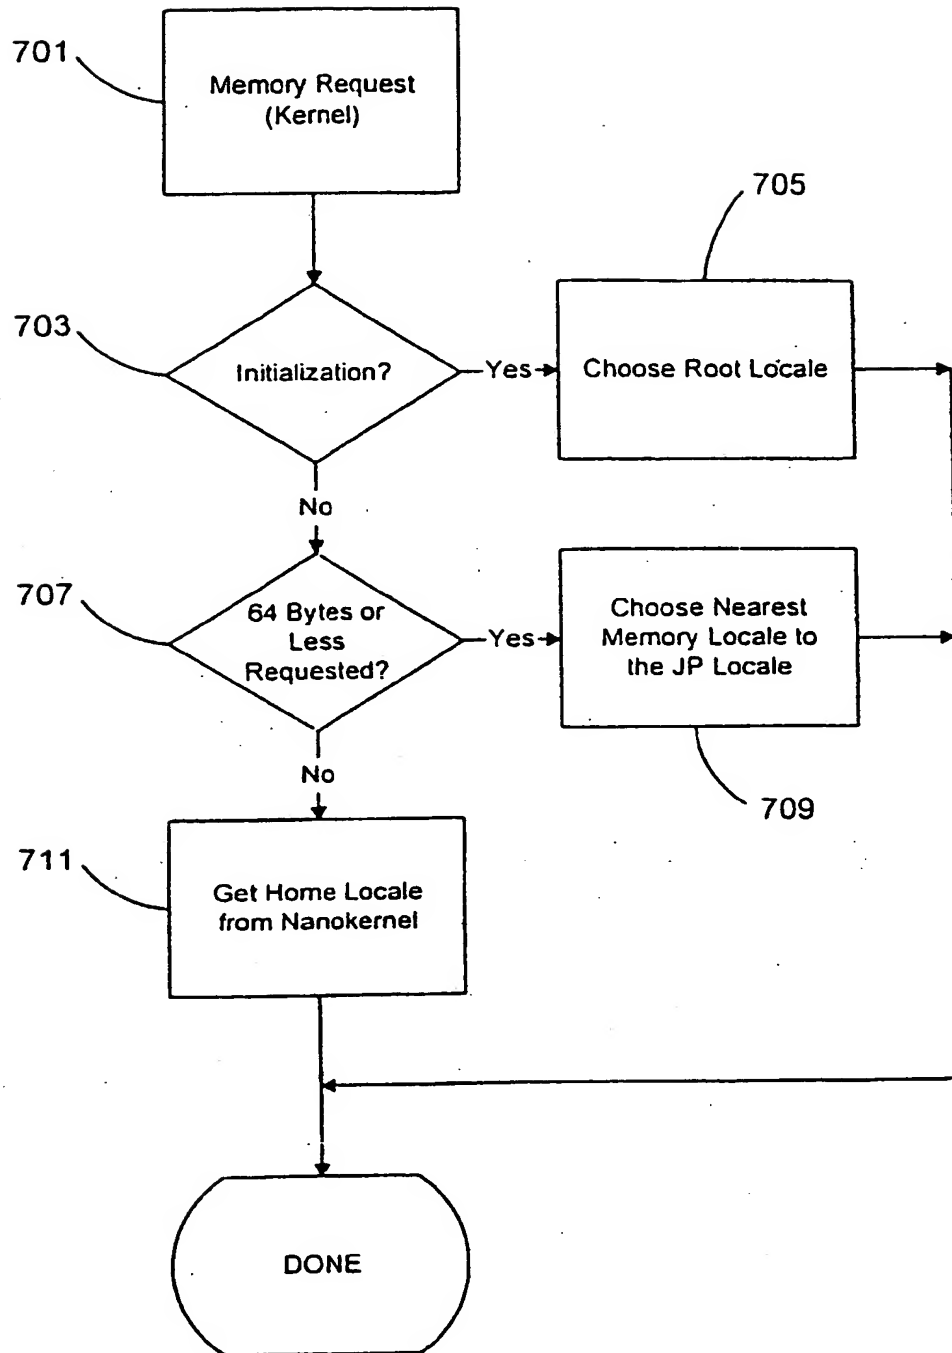 701
Memory Request
(Kernel)
705
703
Initialization?
Yes
Choose Root Locale
No
707
64 Bytes or
Less
Requested?
Yes
Choose Nearest
Memory Locale to
the JP Locale
No
709
711
Get Home Locale
from Nanokernel
DONE